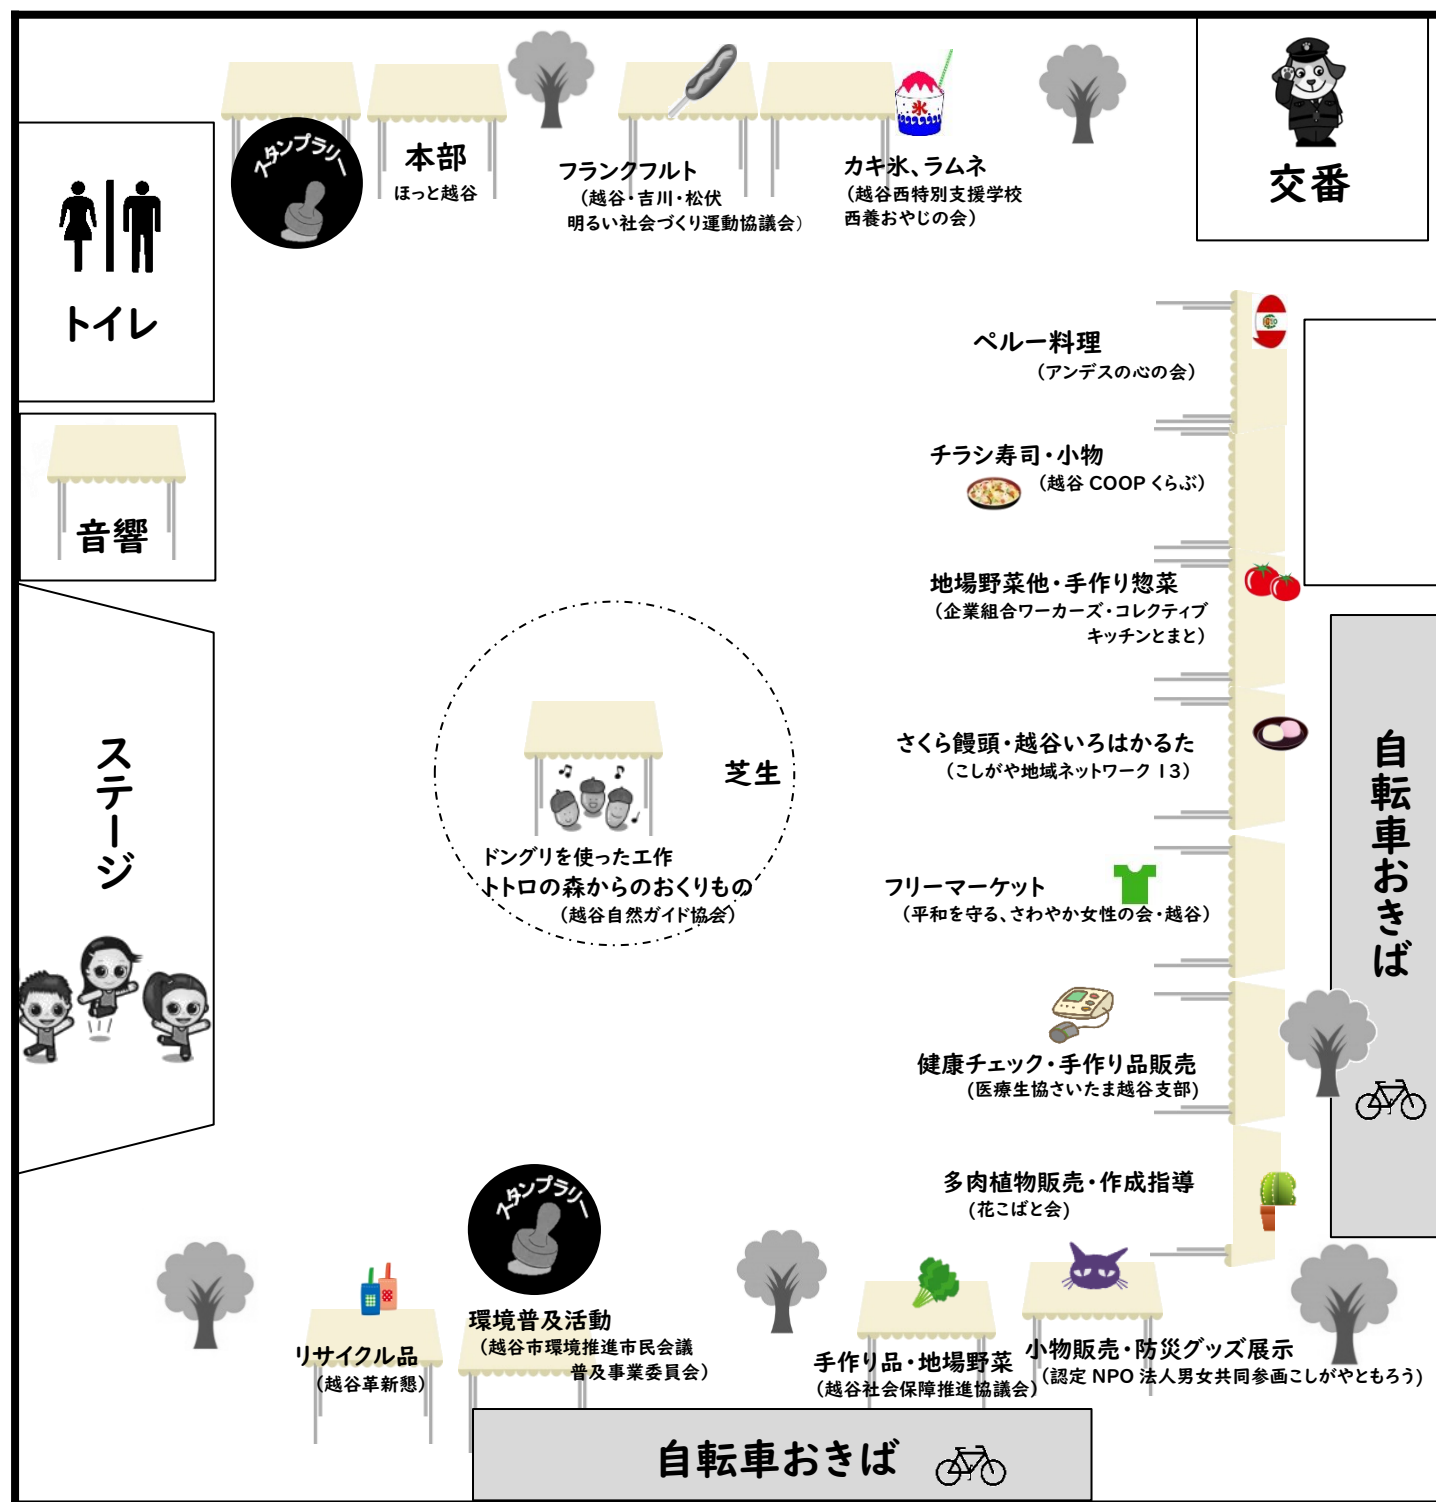 スタンプラリー
本部
ほっと越谷
フランクフルト
（越谷・吉川・松伏
明るい社会づくり運動協議会）
氷
カキ氷、ラムネ
（越谷西特別支援学校
西養おやじの会）
交番
トイレ
音響
ステージ
ペルー料理
（アンデスの心の会）
チラシ寿司・小物
（越谷 COOP くらぶ）
地場野菜他・手作り惣菜
（企業組合ワーカーズ・コレクティブ
キッチンとまと）
さくら饅頭・越谷いろはかるた
（こしがや地域ネットワーク 13）
芝生
ドングリを使った工作
トトロの森からのおくりもの
（越谷自然ガイド協会）
フリーマーケット
（平和を守る、さわやか女性の会・越谷）
健康チェック・手作り品販売
(医療生協さいたま越谷支部)
多肉植物販売・作成指導
(花こばと会)
自転車おきば
スタンプラリー
リサイクル品
（越谷革新懇）
環境普及活動
（越谷市環境推進市民会議
普及事業委員会）
手作り品・地場野菜
（越谷社会保障推進協議会）
小物販売・防災グッズ展示
（認定 NPO 法人男女共同参画こしがやともろう）
自転車おきば